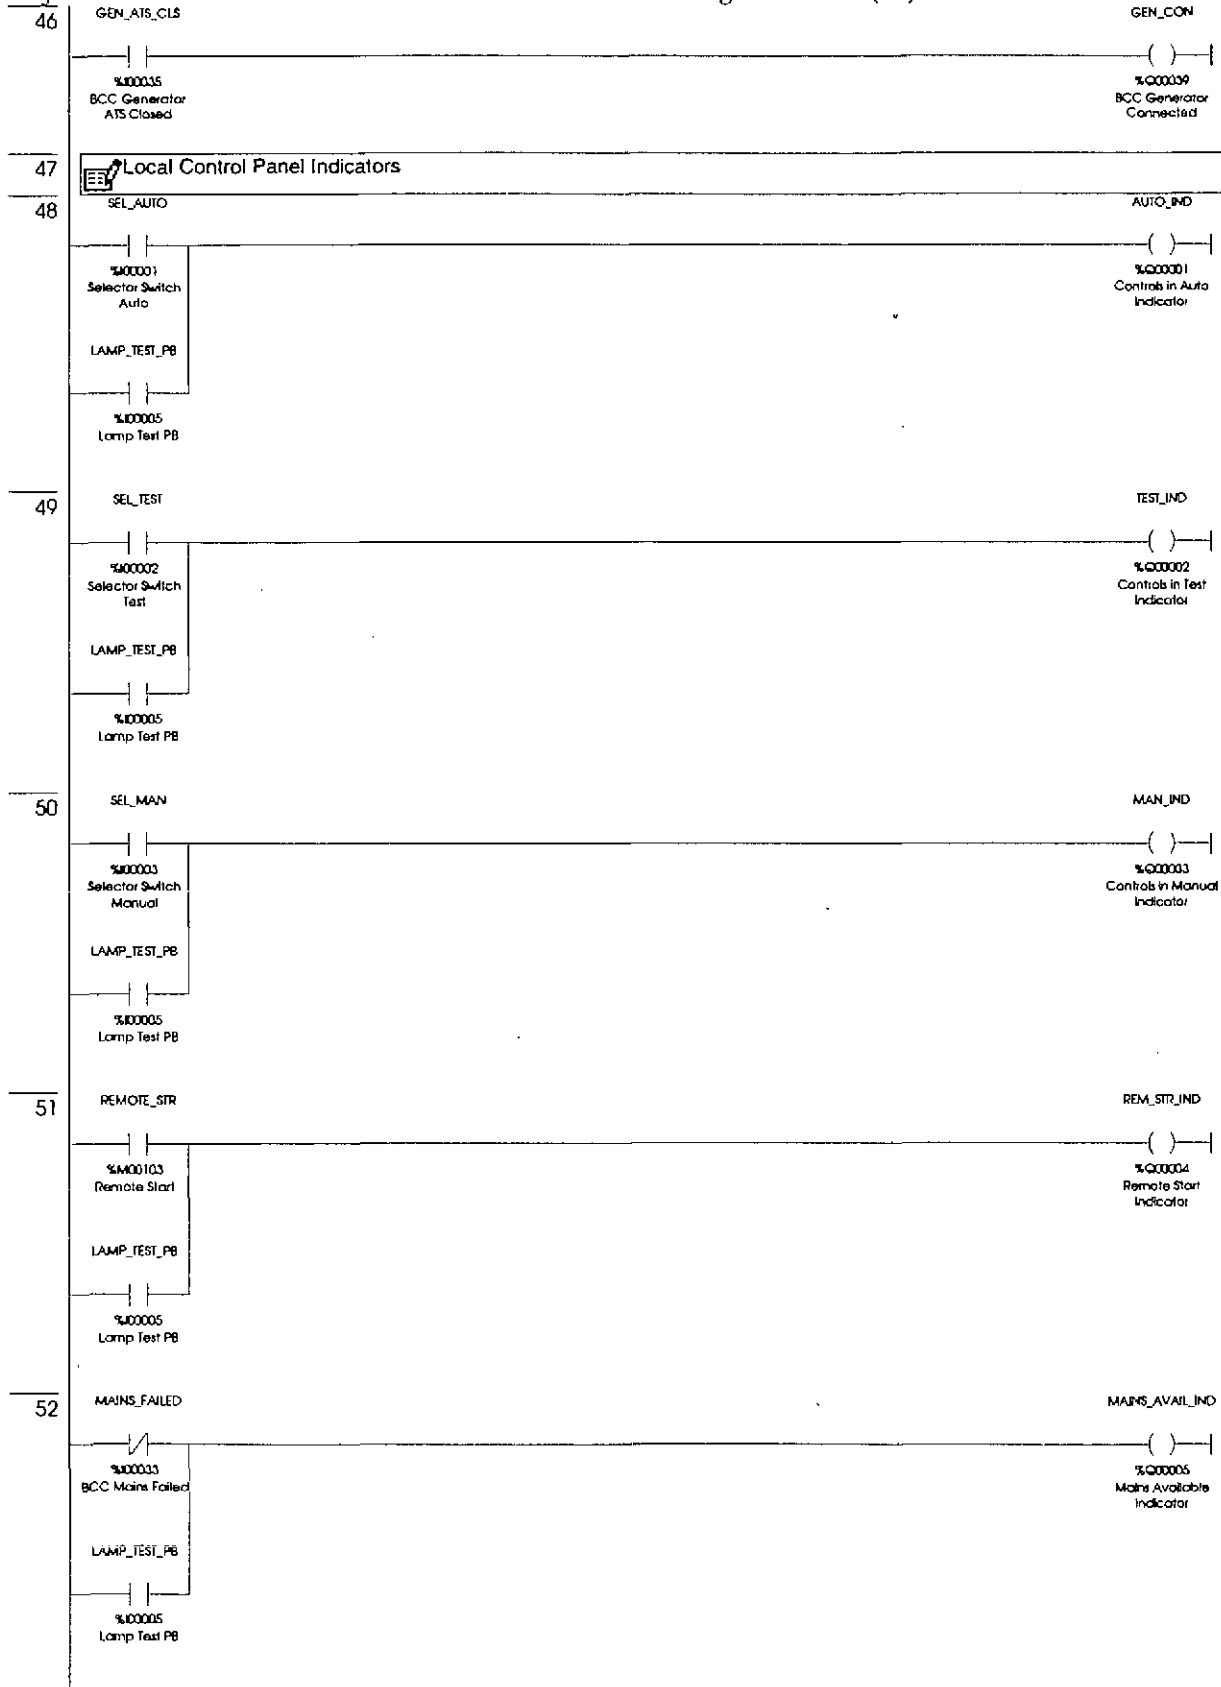 46
GEN_ATS_CLS
GEN_CON
%I00035
BCC Generator
ATS Closed
%Q00039
BCC Generator
Connected
47
Local Control Panel Indicators
48
SEL_AUTO
AUTO_IND
%I00001
Selector Switch
Auto
%Q00001
Controls in Auto
Indicator
LAMP_TEST_PB
%I00005
Lamp Test PB
49
SEL_TEST
TEST_IND
%I00002
Selector Switch
Test
%Q00002
Controls in Test
Indicator
LAMP_TEST_PB
%I00005
Lamp Test PB
50
SEL_MAN
MAN_IND
%I00003
Selector Switch
Manual
%Q00003
Controls in Manual
Indicator
LAMP_TEST_PB
%I00005
Lamp Test PB
51
REMOTE_STR
REM_STR_IND
%M00103
Remote Start
%Q00004
Remote Start
Indicator
LAMP_TEST_PB
%I00005
Lamp Test PB
52
MAINS_FAILED
MAINS_AVAIL_IND
%I00033
BCC Mains Failed
%Q00005
Mains Available
Indicator
LAMP_TEST_PB
%I00005
Lamp Test PB